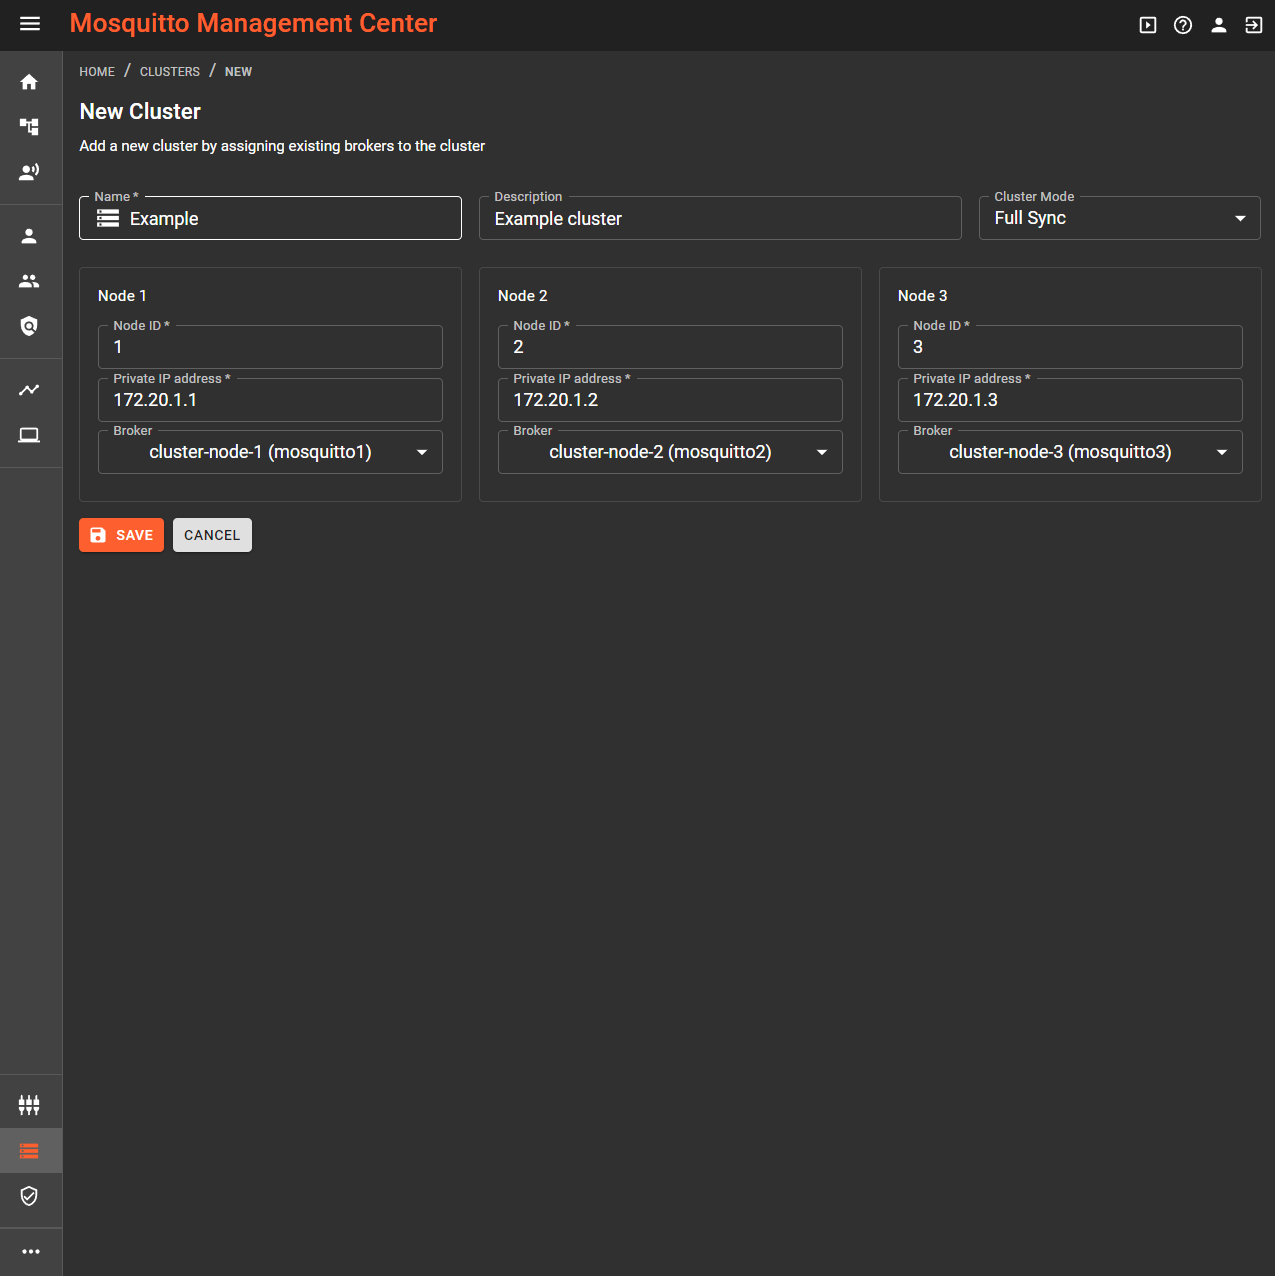 Mosquitto Management Center
HOME / CLUSTERS / NEW
New Cluster
Add a new cluster by assigning existing brokers to the cluster
Name *
Example
Description
Example cluster
Cluster Mode
Full Sync
Node 1
Node ID *
1
Private IP address *
172.20.1.1
Broker
cluster-node-1 (mosquitto1)
Node 2
Node ID *
2
Private IP address *
172.20.1.2
Broker
cluster-node-2 (mosquitto2)
Node 3
Node ID *
3
Private IP address *
172.20.1.3
Broker
cluster-node-3 (mosquitto3)
SAVE
CANCEL